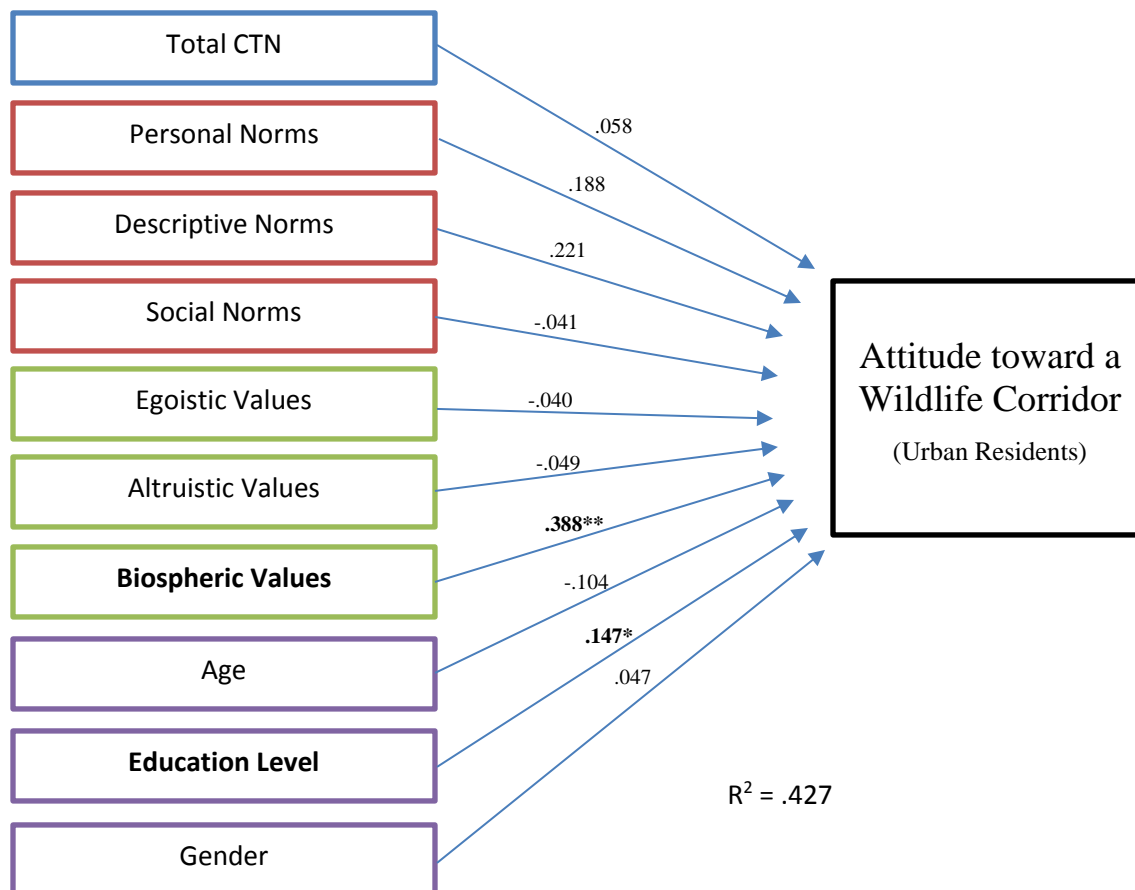 Total CTN
.058
Personal Norms
.188
Descriptive Norms
.221
Social Norms
-.041
Egoistic Values
-.040
Altruistic Values
-.049
Biospheric Values
.388**
Age
-.104
Education Level
.147*
Gender
.047
Attitude toward a
Wildlife Corridor
(Urban Residents)
R² = .427